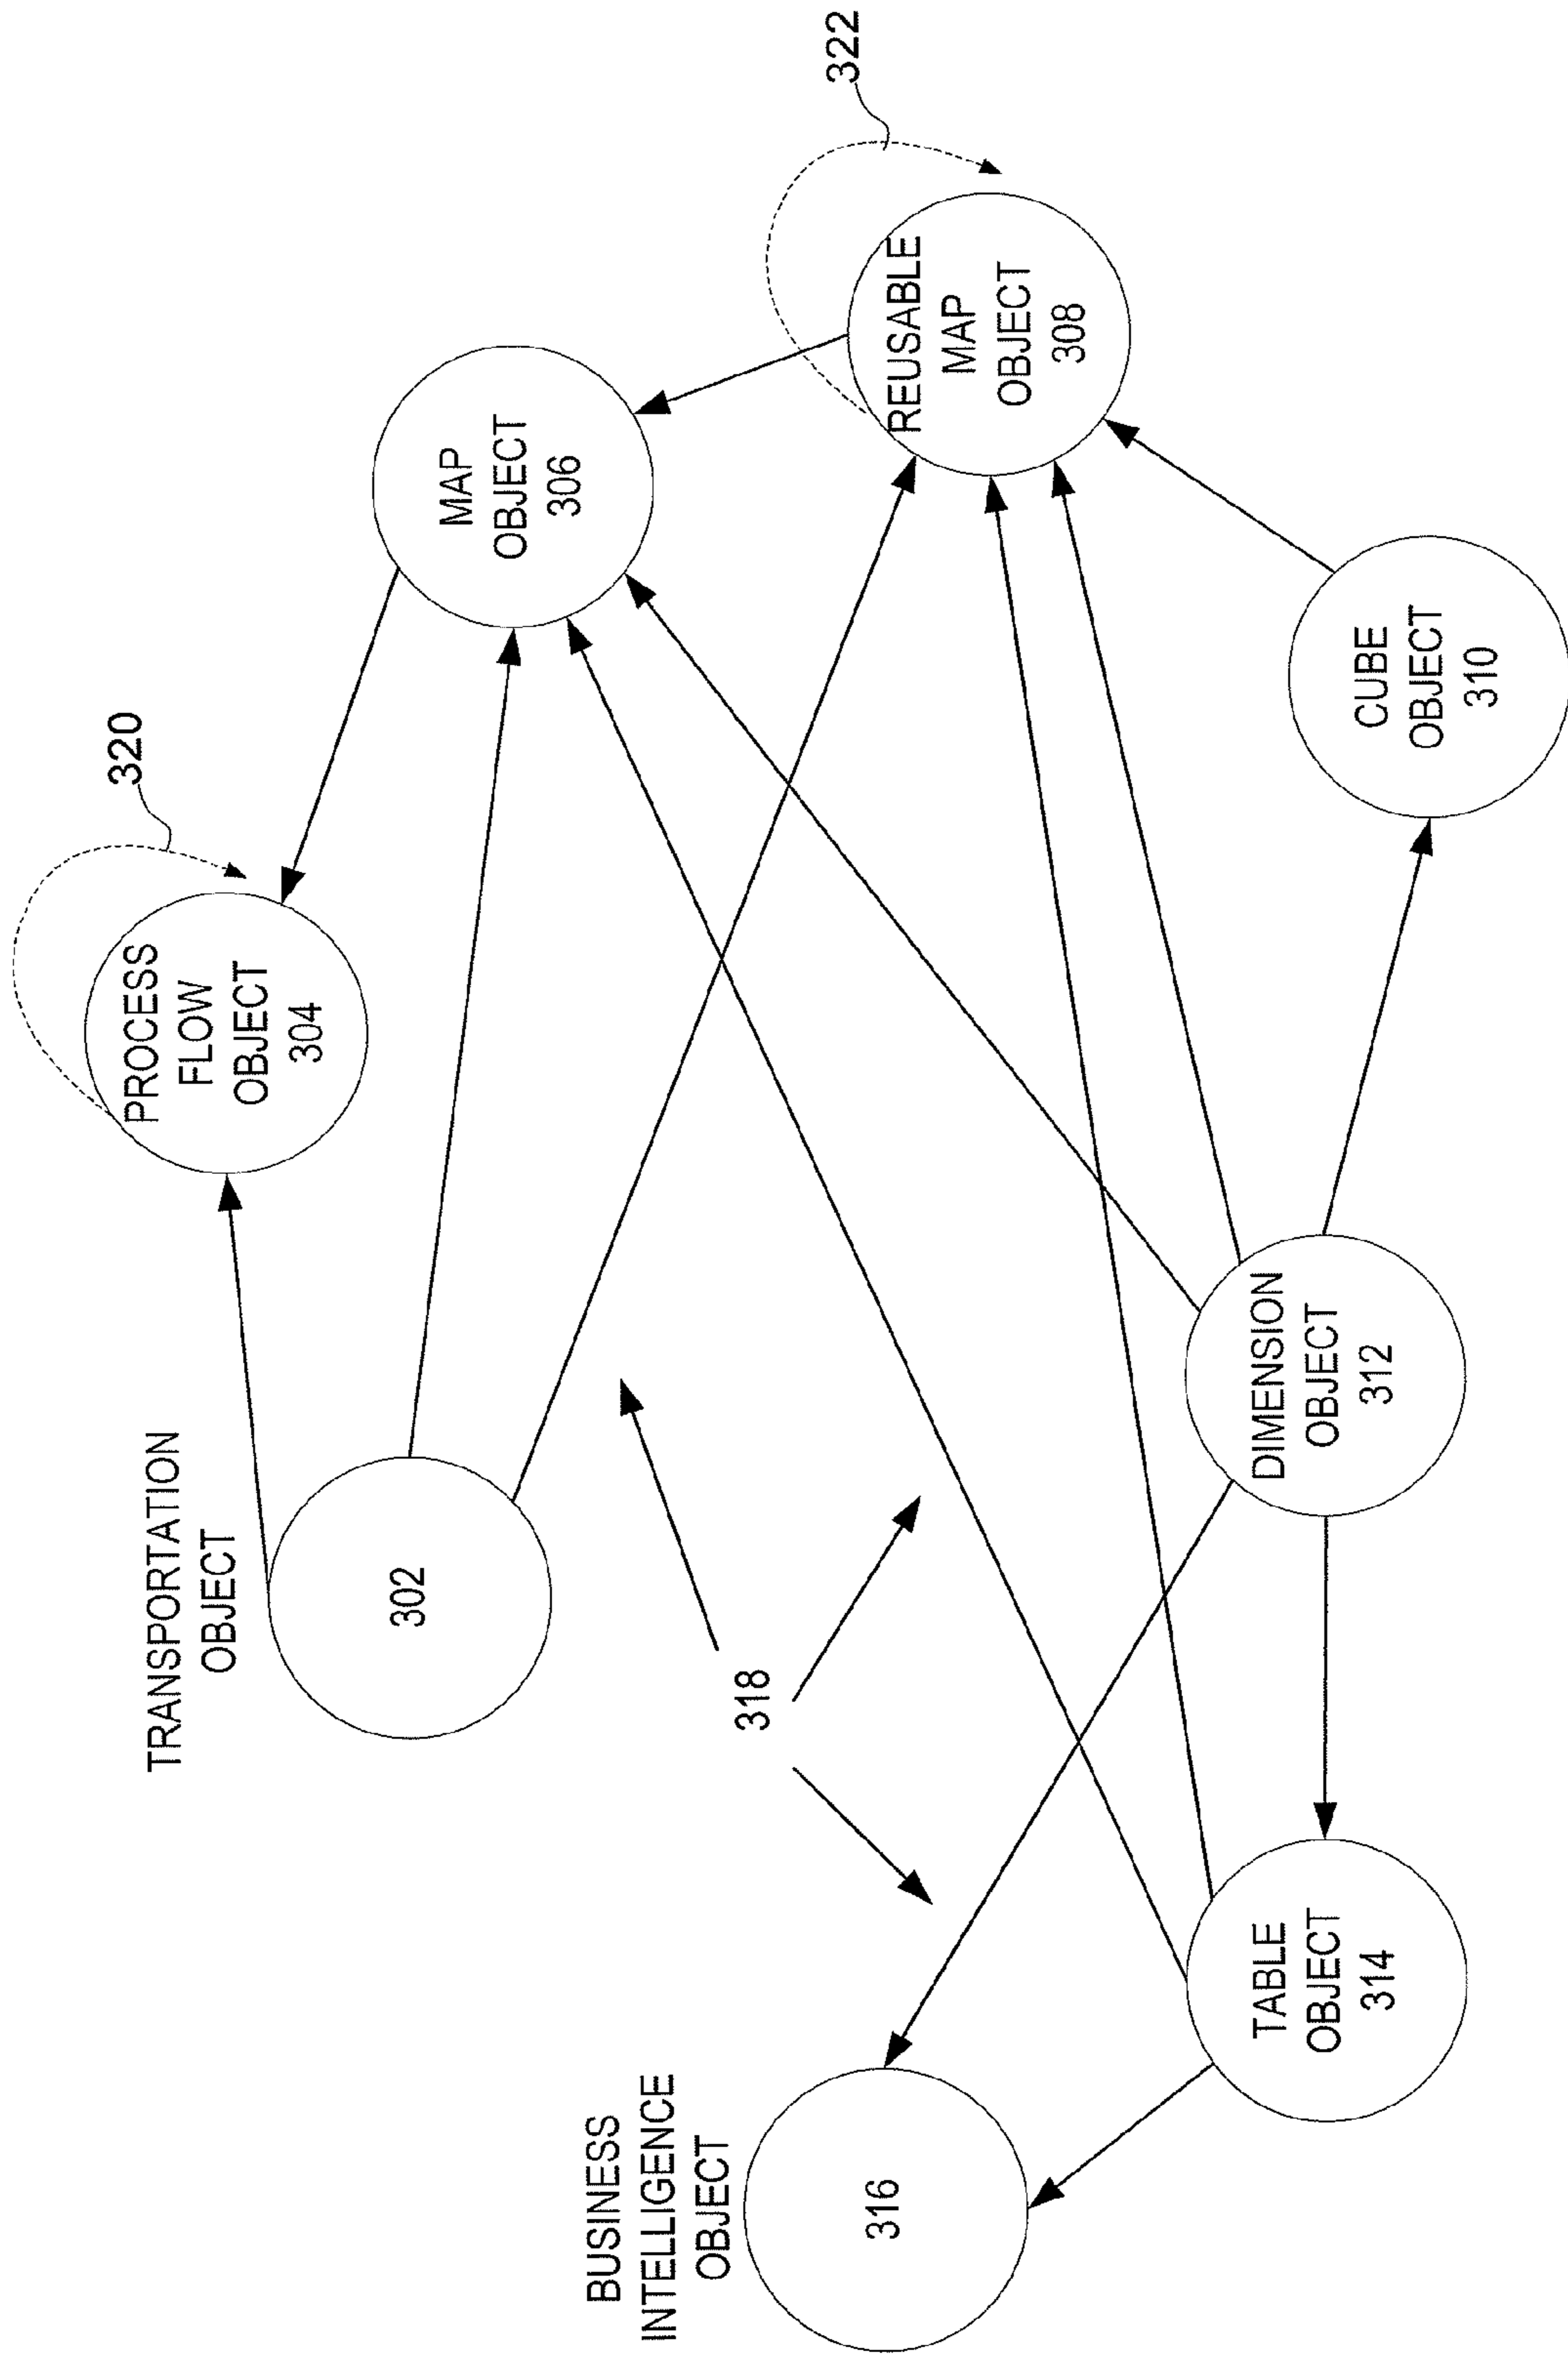 TRANSPORTATION
OBJECT
302
PROCESS
FLOW
OBJECT
304
320
MAP
OBJECT
306
322
REUSABLE
MAP
OBJECT
308
318
BUSINESS
INTELLIGENCE
OBJECT
316
TABLE
OBJECT
314
DIMENSION
OBJECT
312
CUBE
OBJECT
310